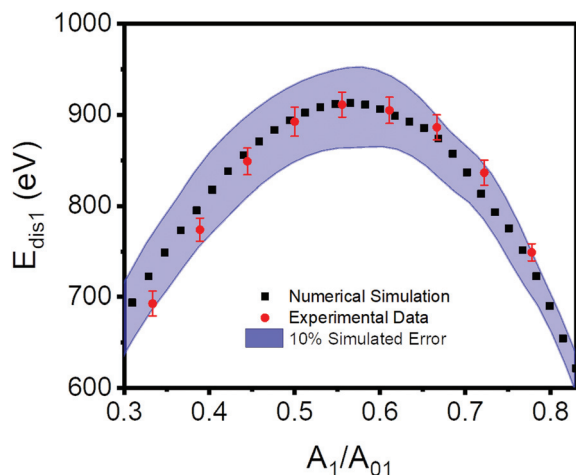 1000
900
800
700
600
E_dis1 (eV)
Numerical Simulation
Experimental Data
10% Simulated Error
0.3 0.4 0.5 0.6 0.7 0.8
A_1/A_01